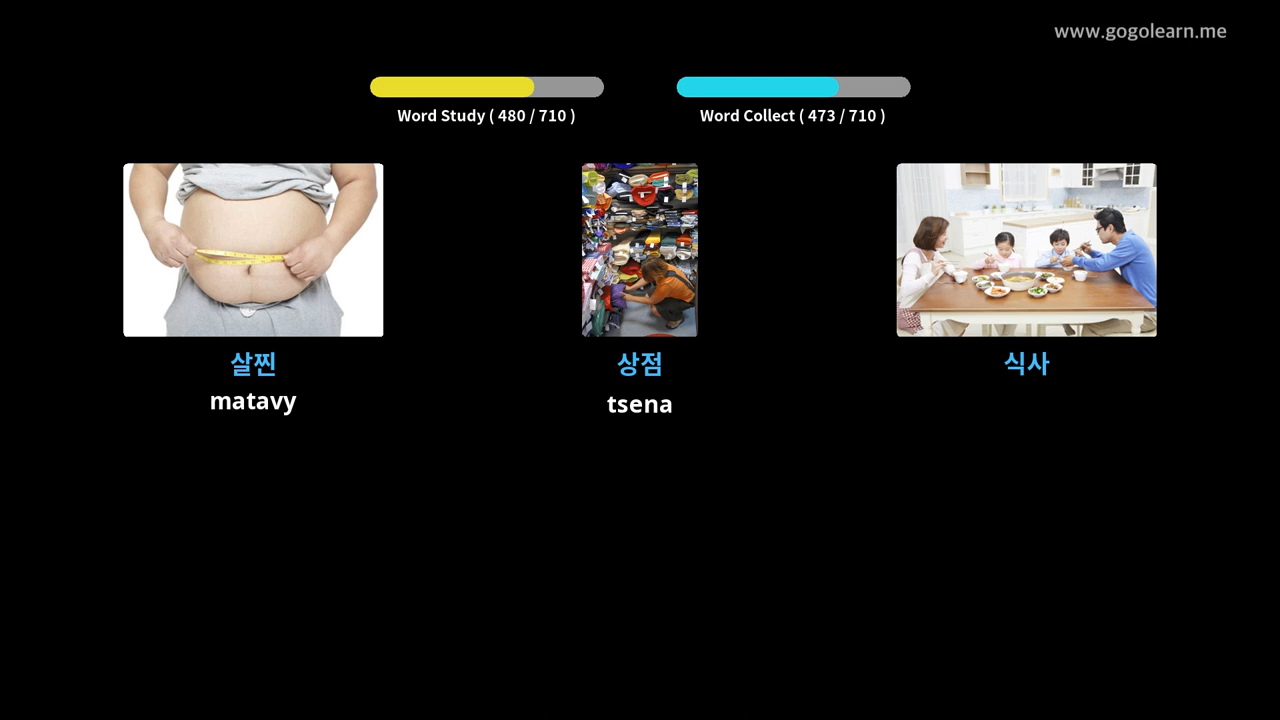 www.gogolearn.me
Word Study ( 480 / 710 )
Word Collect ( 473 / 710 )
살찐
matavy
상점
tsena
식사